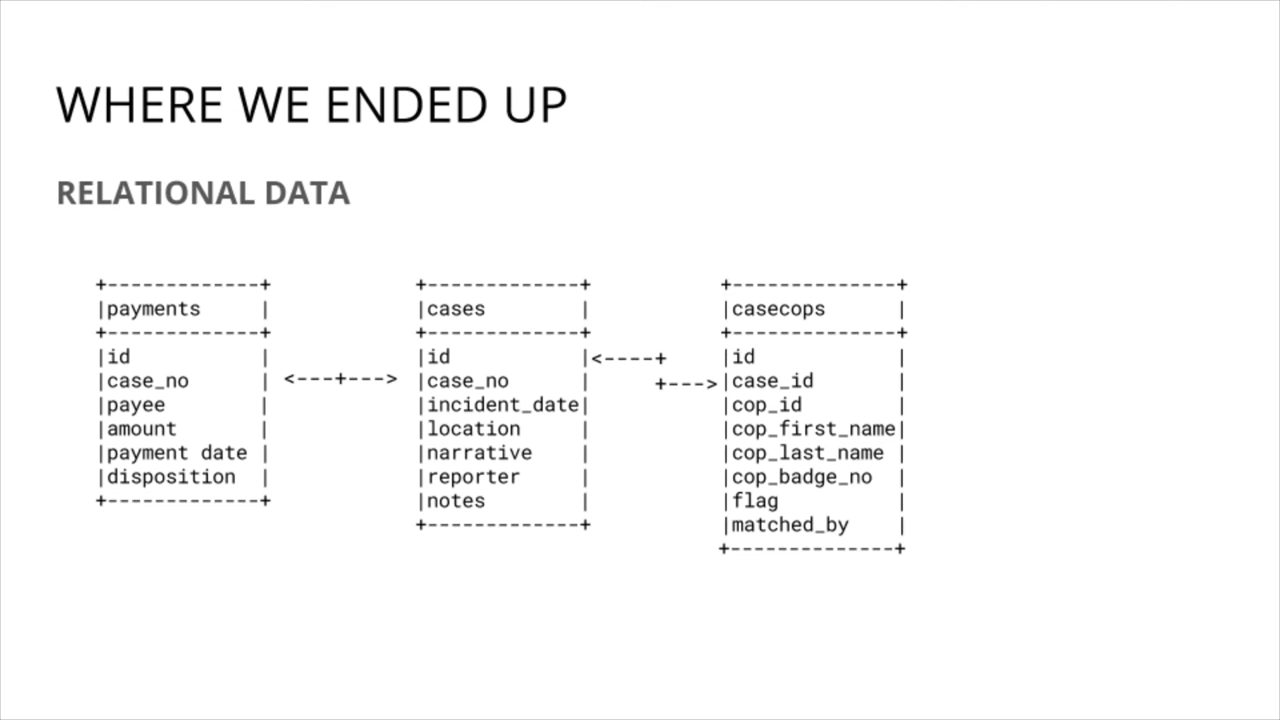 WHERE WE ENDED UP
RELATIONAL DATA
+-------------+
|payments     |
+-------------+
|id           |
|case_no      |
|payee        |
|amount       |
|payment date |
|disposition  |
+-------------+
<---+--->
+-------------+
|cases        |
+-------------+
|id           |
|case_no      |
|incident_date|
|location     |
|narrative    |
|reporter     |
|notes        |
+-------------+
<----+
+--->
+--------------+
|casecops      |
+--------------+
|id            |
|case_id       |
|cop_id        |
|cop_first_name|
|cop_last_name |
|cop_badge_no  |
|flag          |
|matched_by    |
+--------------+